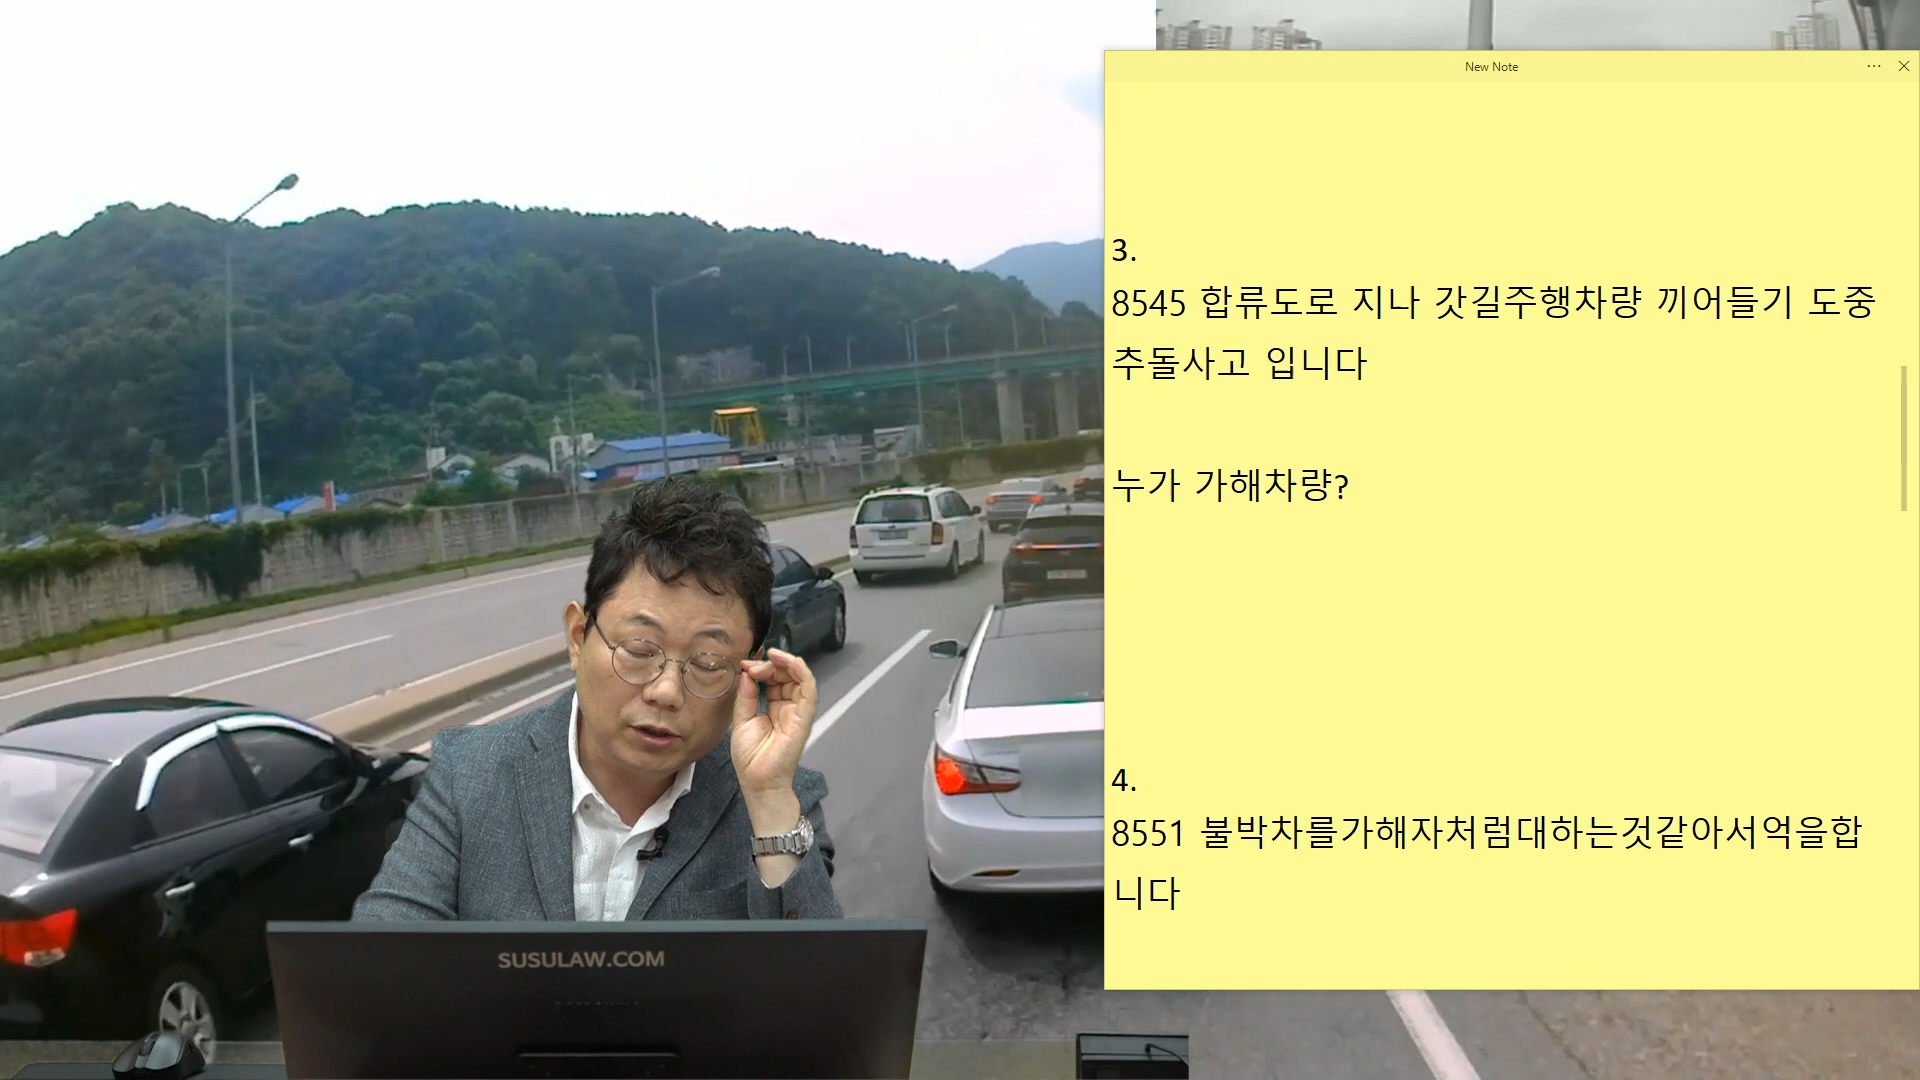 New Note
3.
8545 합류도로 지나 갓길주행차량 끼어들기 도중
추돌사고 입니다
누가 가해차량?
4.
8551 불박차를가해자처럼대하는것같아서억을합
니다
SUSULAW.COM